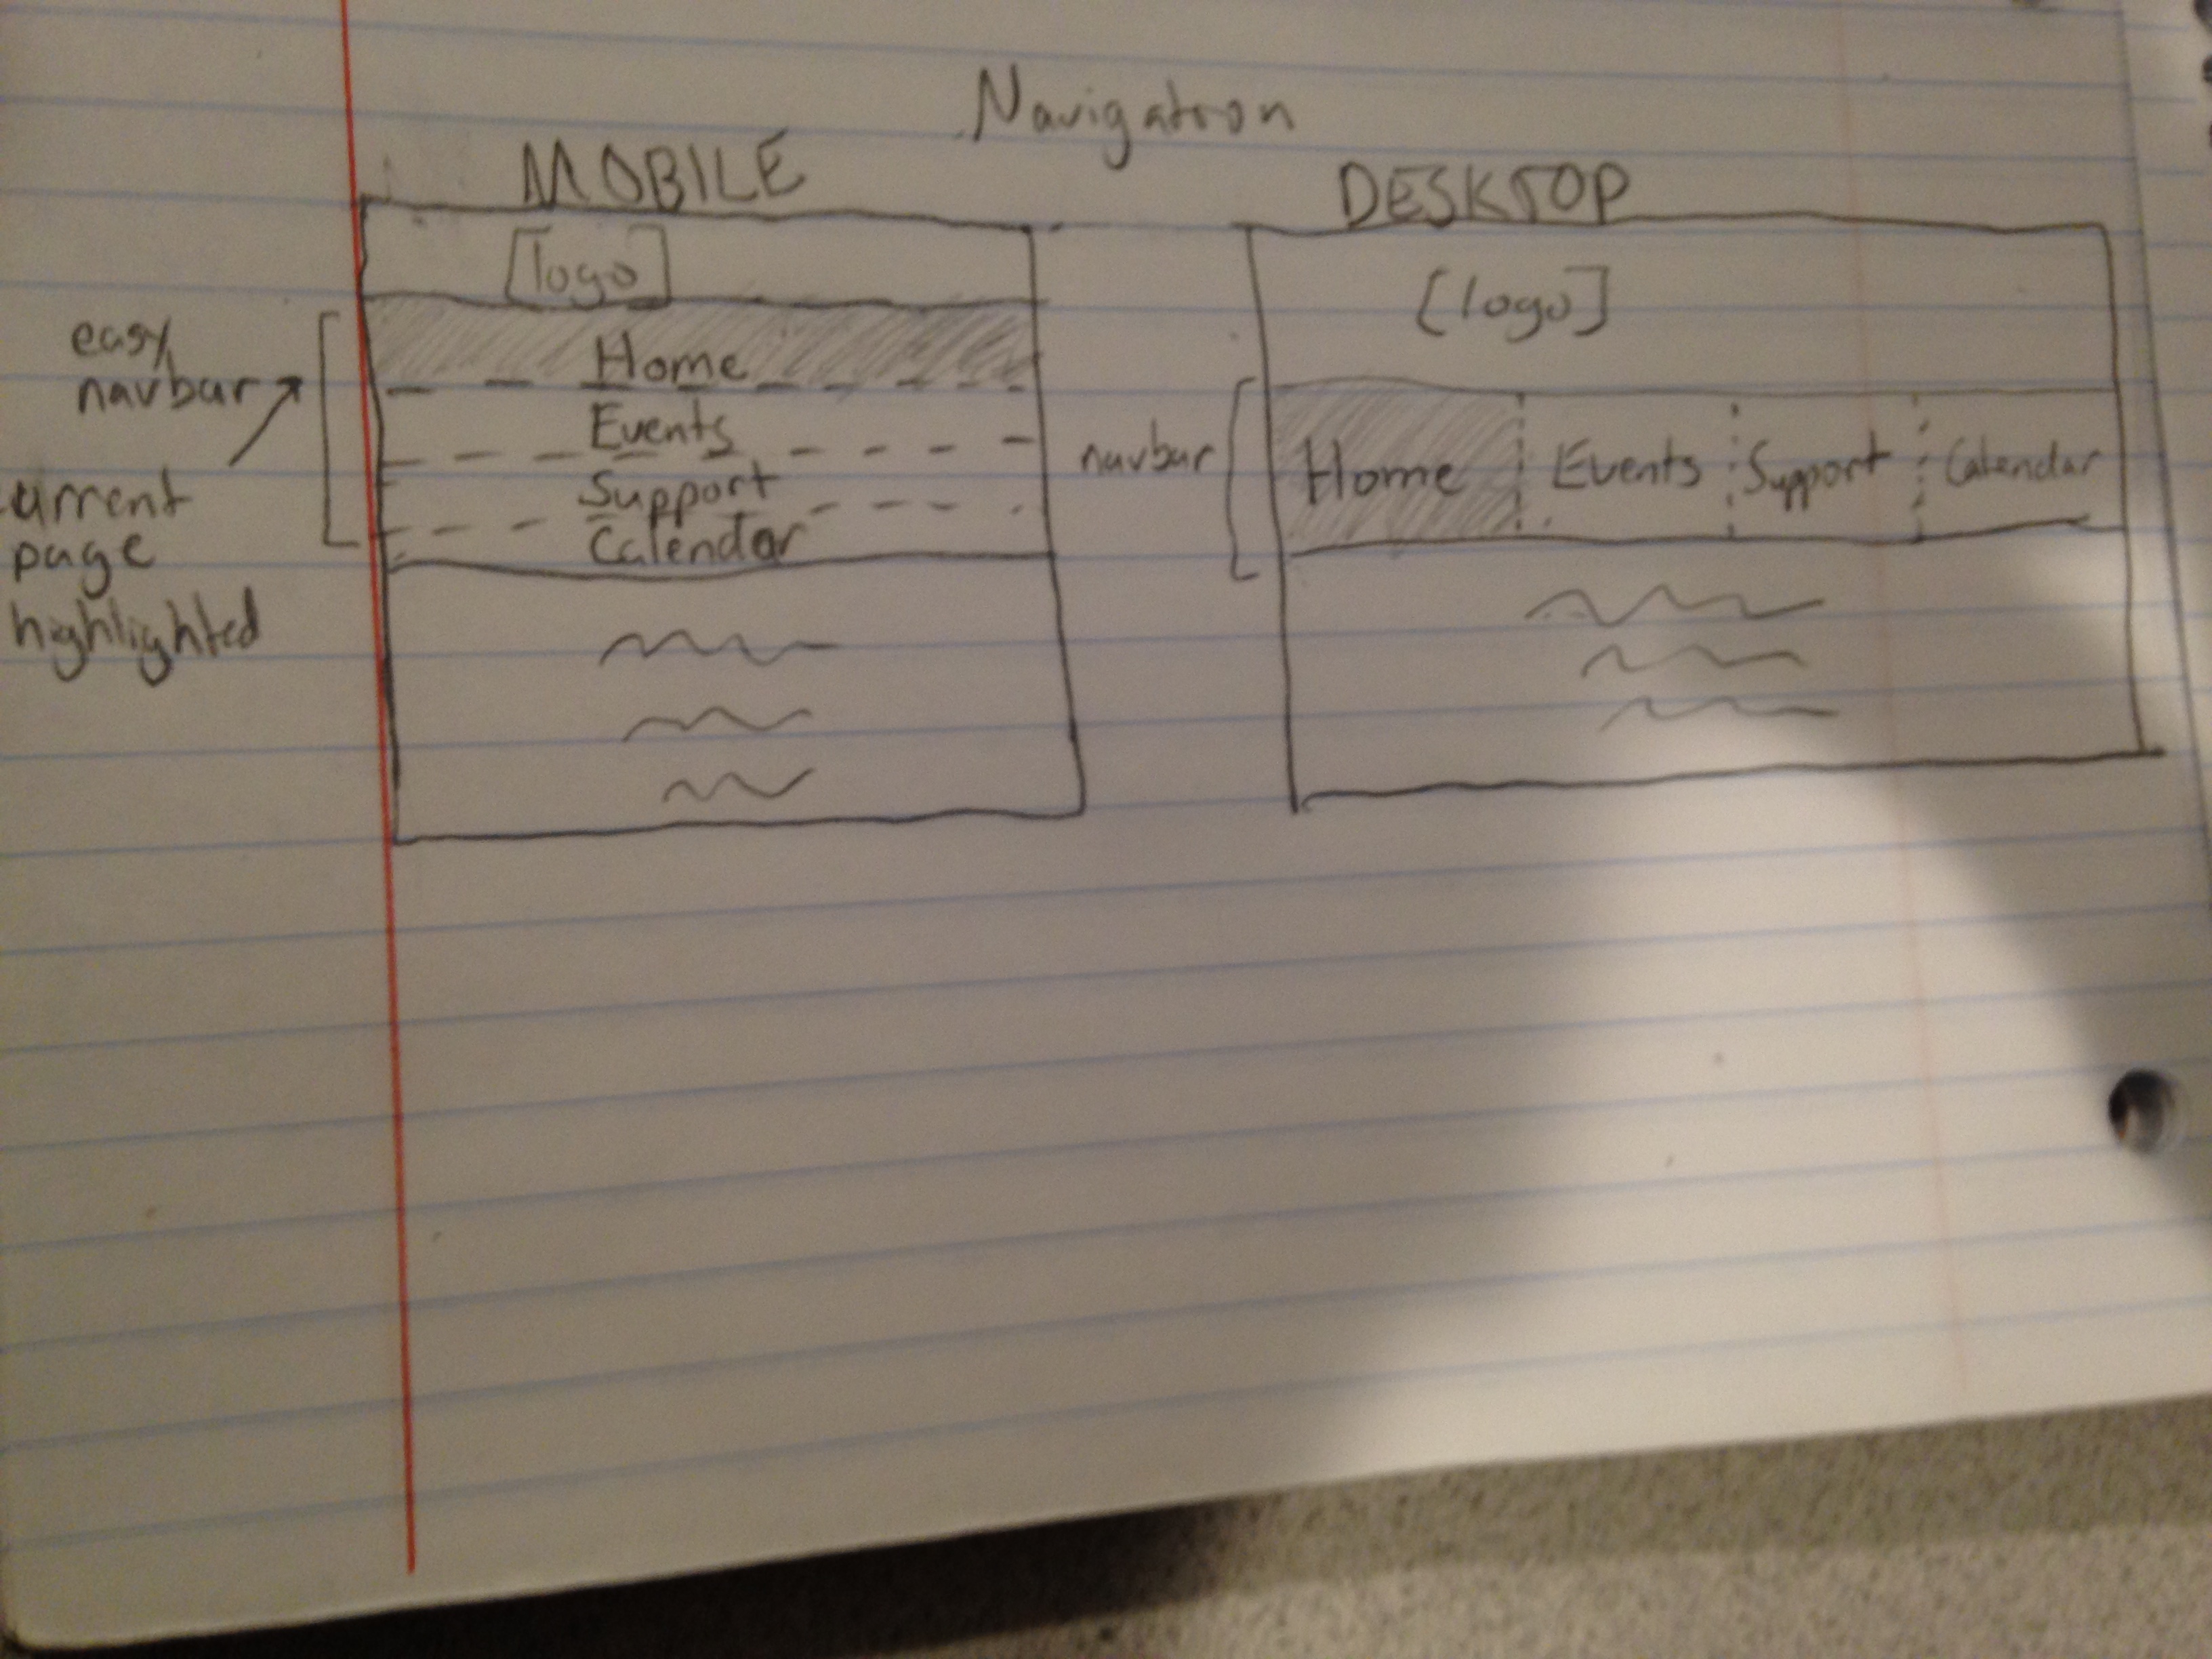 Navigation
MOBILE
[logo]
easy
navbar
current
page
highlighted
Home
Events
Support
Calendar
DESKTOP
[logo]
navbar
Home Events Support Calendar